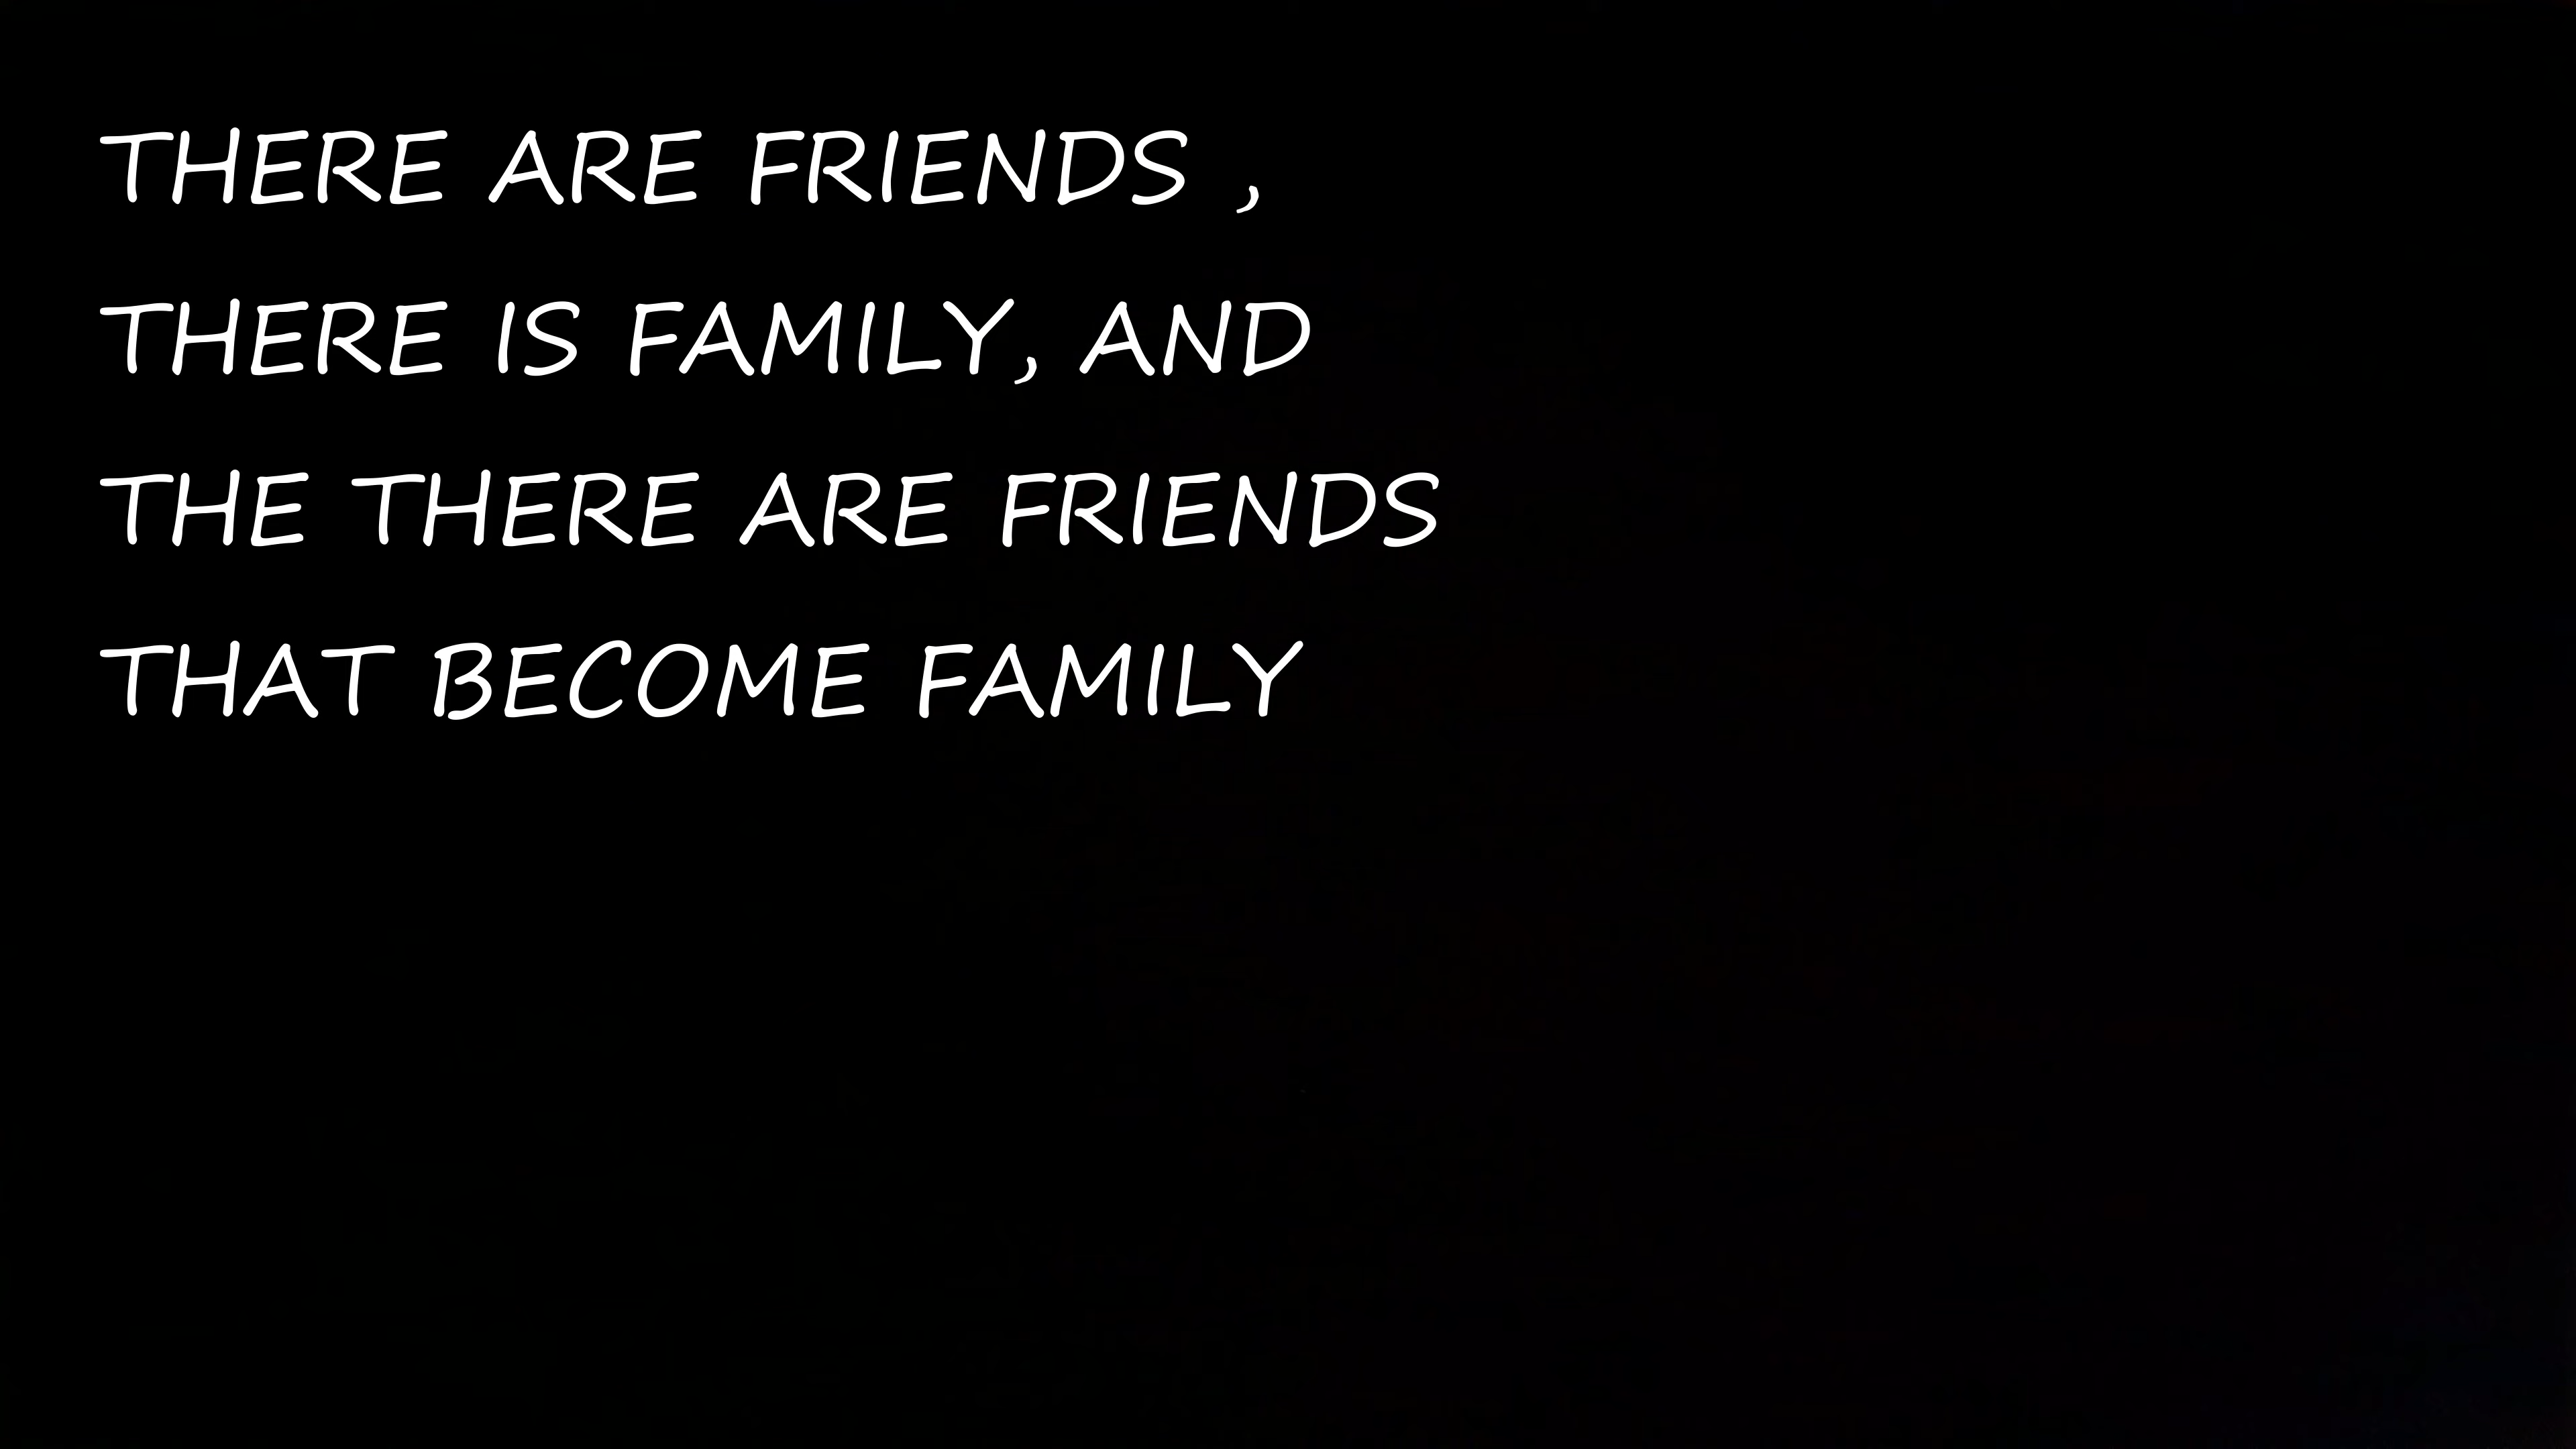 THERE ARE FRIENDS ,
THERE IS FAMILY, AND
THE THERE ARE FRIENDS
THAT BECOME FAMILY